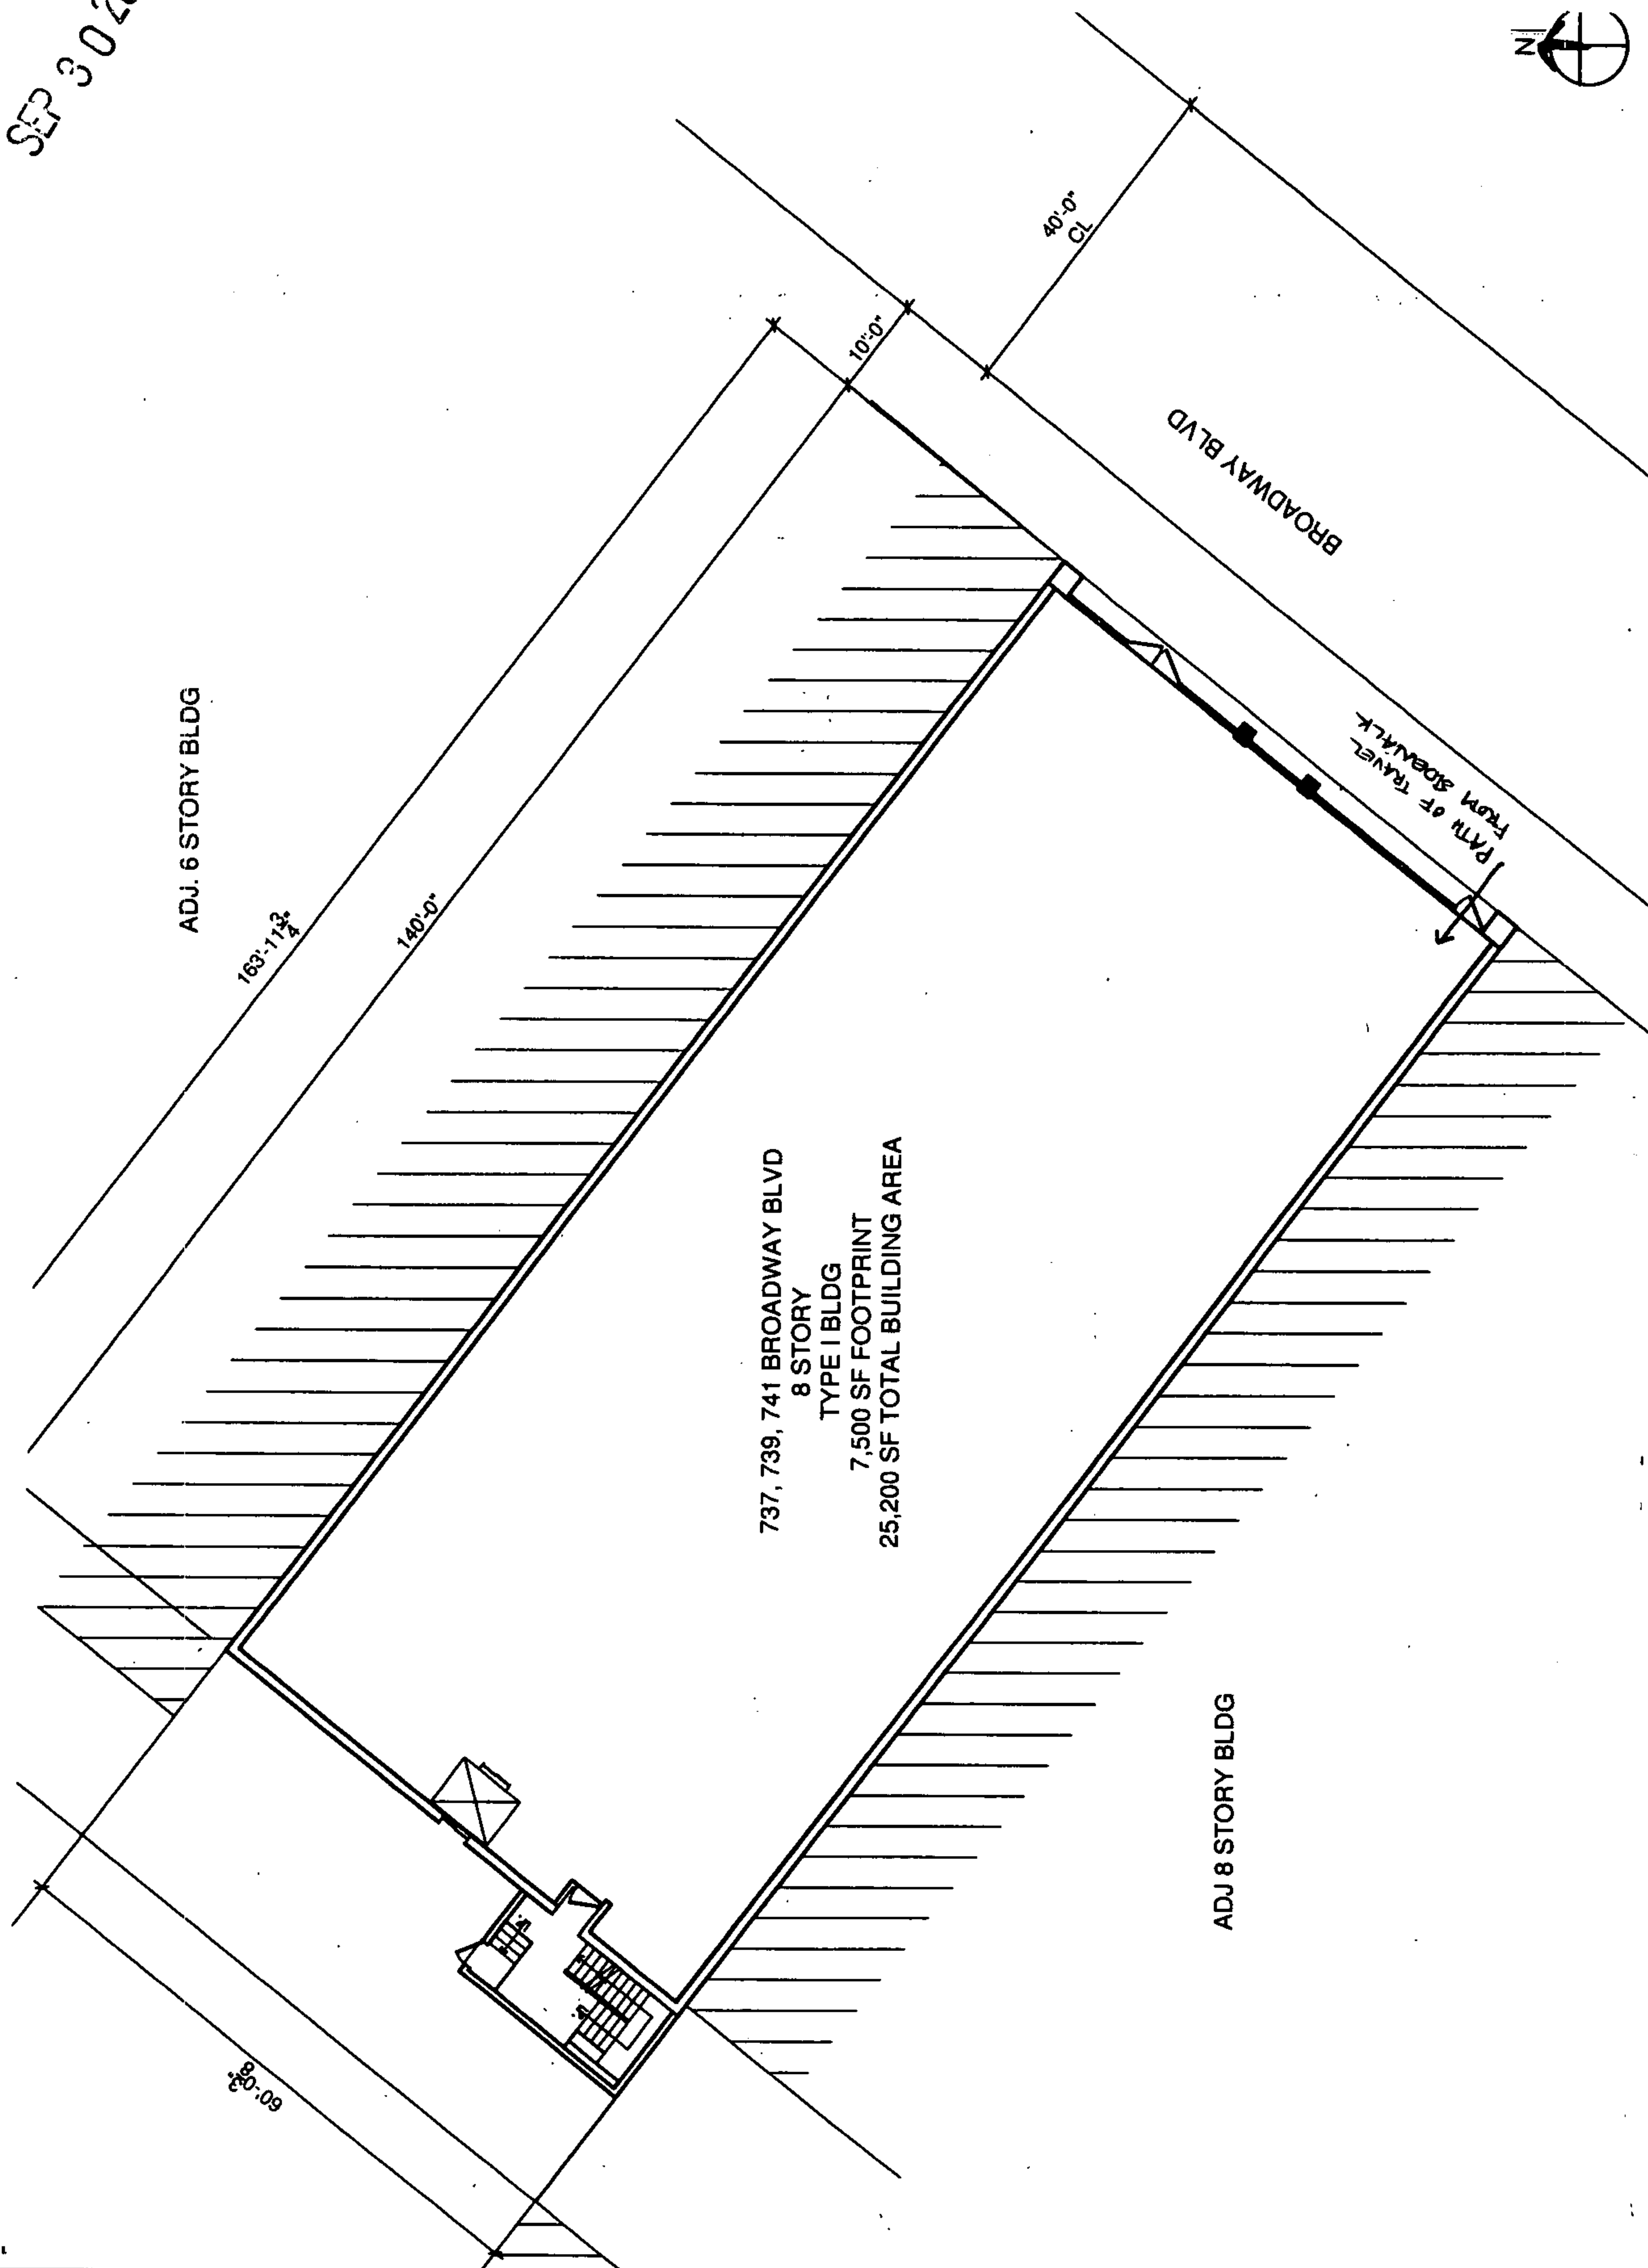 SEP 30
N
40'-0"
CL
10'-0"
BROADWAY BLVD
ADJ. 6 STORY BLDG
163'-11 3/4"
140'-0"
PATH OF TRAVEL
FROM SIDEWALK
737, 739, 741 BROADWAY BLVD
8 STORY
TYPE I BLDG
7,500 SF FOOTPRINT
25,200 SF TOTAL BUILDING AREA
ADJ 8 STORY BLDG